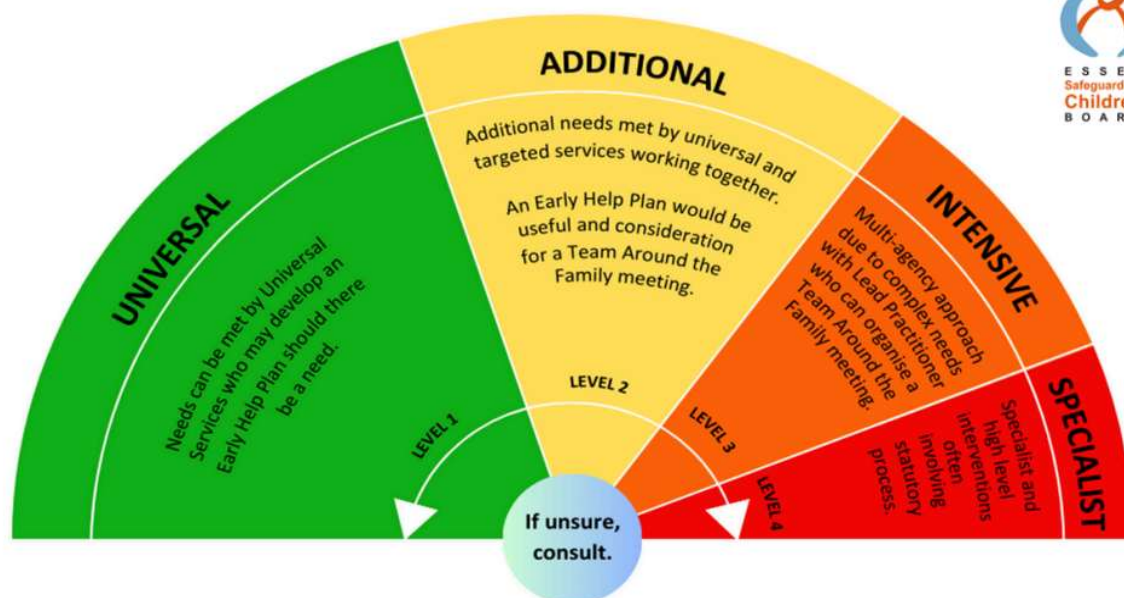 UNIVERSAL
Needs can be met by Universal
Services who may develop an
Early Help Plan should there
be a need.
LEVEL 1
ADDITIONAL
Additional needs met by universal and
targeted services working together.
An Early Help Plan would be
useful and consideration
for a Team Around the
Family meeting.
LEVEL 2
INTENSIVE
Multi-agency approach
due to complex needs
with Lead Practitioner
who can organise a
Team Around the
Family meeting.
LEVEL 3
SPECIALIST
Specialist and
high level
interventions
often
involving
statutory
process.
LEVEL 4
If unsure,
consult.